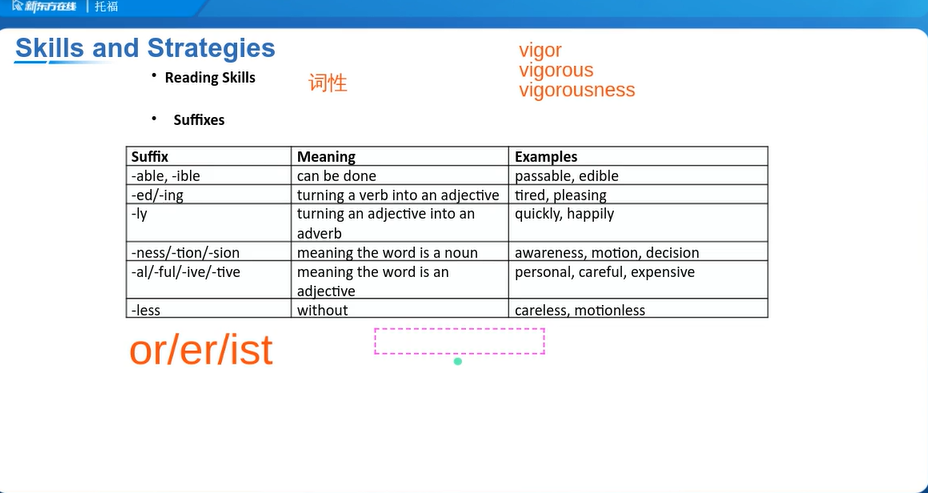 新东方在线 | 托福
Skills and Strategies
• Reading Skills
词性
vigor
vigorous
vigorousness
• Suffixes
Suffix Meaning Examples
-able, -ible can be done passable, edible
-ed/-ing turning a verb into an adjective tired, pleasing
-ly turning an adjective into an quickly, happily
adverb
-ness/-tion/-sion meaning the word is a noun awareness, motion, decision
-al/-ful/-ive/-tive meaning the word is an personal, careful, expensive
adjective
-less without careless, motionless
or/er/ist